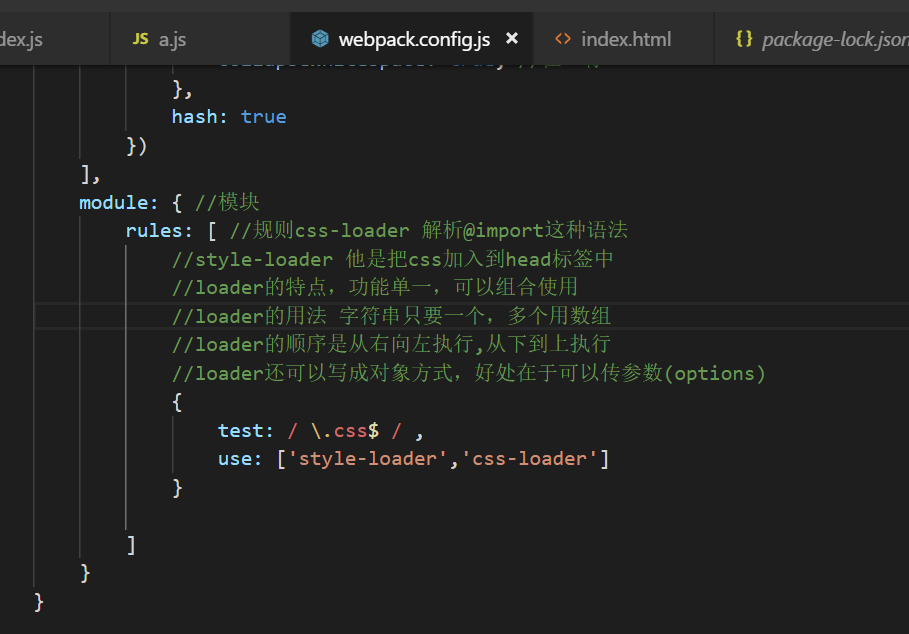 dex.js
JS a.js
webpack.config.js ×
<> index.html
{} package-lock.json
},
hash: true
})
],
module: { //模块
rules: [ //规则css-loader 解析@import这种语法
//style-loader 他是把css加入到head标签中
//loader的特点，功能单一，可以组合使用
//loader的用法 字符串只要一个，多个用数组
//loader的顺序是从右向左执行,从下到上执行
//loader还可以写成对象方式，好处在于可以传参数(options)
{
test: / \.css$ / ,
use: ['style-loader','css-loader']
}
]
}
}